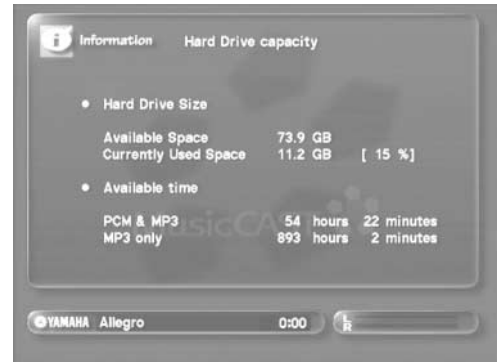 i Information Hard Drive capacity
• Hard Drive Size
Available Space 73.9 GB
Currently Used Space 11.2 GB [ 15 %]
• Available time
PCM & MP3 54 hours 22 minutes
MusicCAST
MP3 only 893 hours 2 minutes
YAMAHA Allegro 0:00 L
R